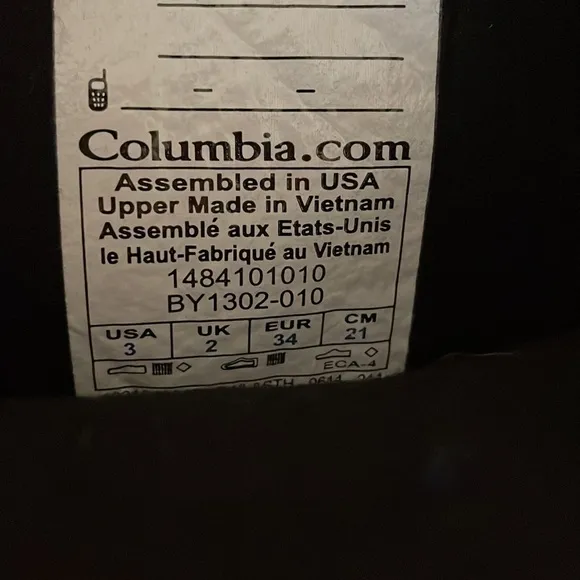 Columbia.com
Assembled in USA
Upper Made in Vietnam
Assemblé aux Etats-Unis
le Haut-Fabriqué au Vietnam
1484101010
BY1302-010
USA UK EUR CM
3 2 34 21
ECA-4